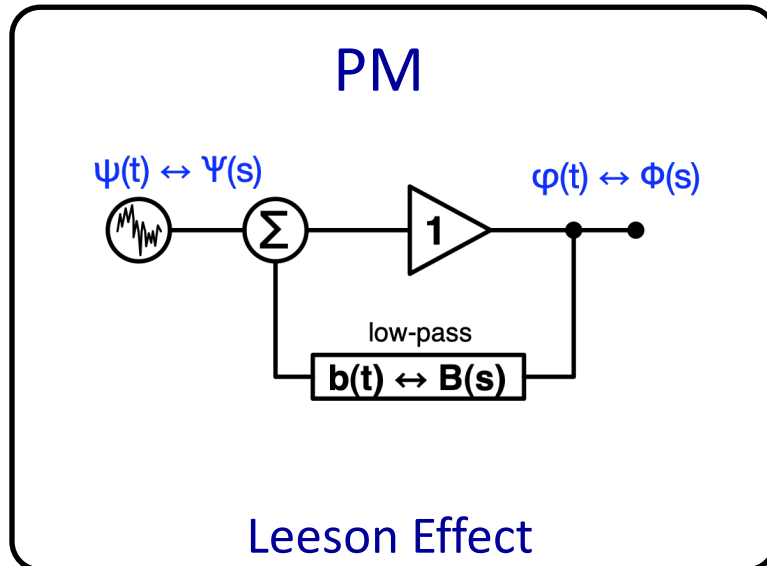 PM
ψ(t) ↔ Ψ(s)
φ(t) ↔ Φ(s)
Σ
1
low-pass
b(t) ↔ B(s)
Leeson Effect